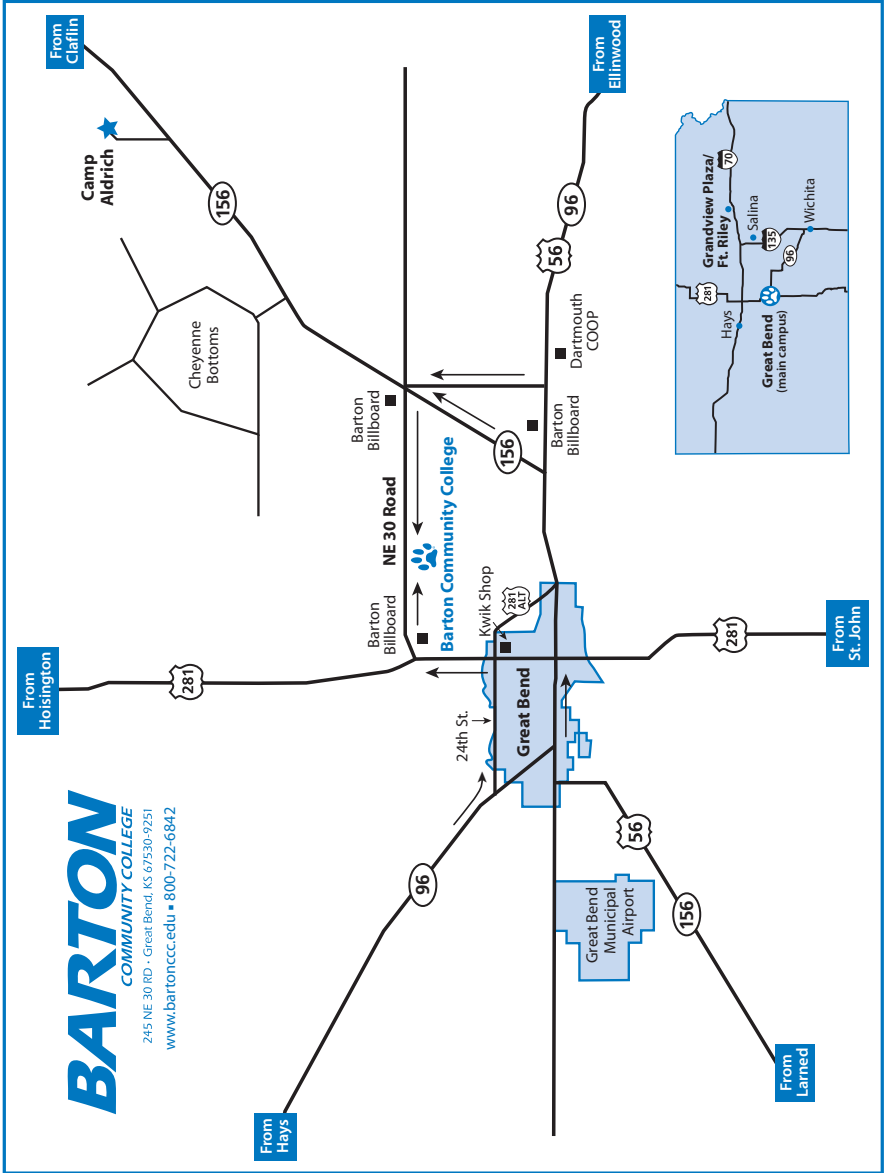 BARTON
COMMUNITY COLLEGE
245 NE 30 RD · Great Bend, KS 67530-9251
www.bartonccc.edu ▪ 800-722-6842
From
Hoisington
From
Claflin
Camp
Aldrich
156
281
Cheyenne
Bottoms
From
Hays
96
24th St.
Barton
Billboard
NE 30 Road
Barton
Billboard
Barton Community College
Kwik Shop
281
ALT
Great Bend
156
Barton
Billboard
Dartmouth
COOP
56
96
From
Ellinwood
Great Bend
Municipal
Airport
56
156
From
Larned
281
From
St. John
281
Hays
Grandview Plaza/
Ft. Riley
70
Salina
135
96
Wichita
Great Bend
(main campus)